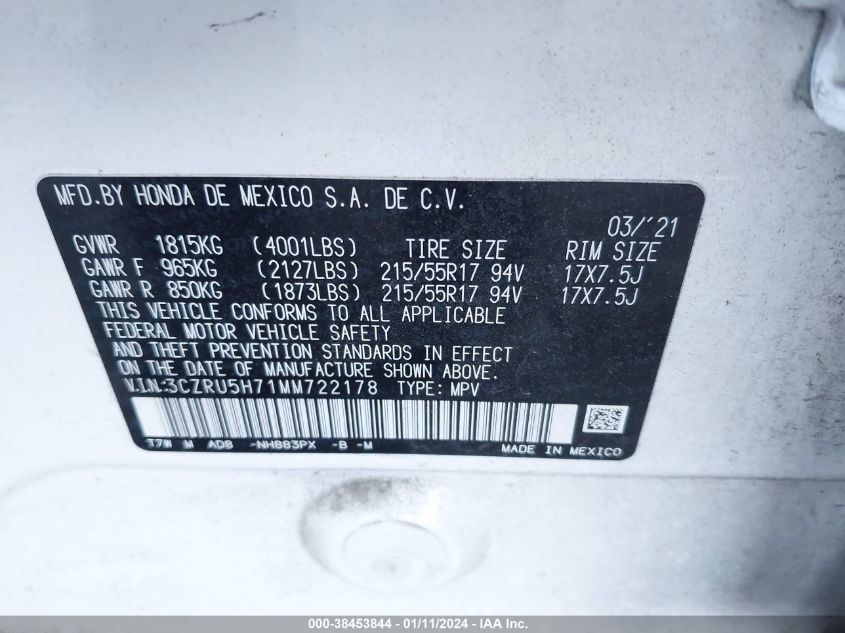 MFD.BY HONDA DE MEXICO S.A. DE C.V.
03/'21
GVWR 1815KG (4001LBS) TIRE SIZE RIM SIZE
GAWR F 965KG (2127LBS) 215/55R17 94V 17X7.5J
GAWR R 850KG (1873LBS) 215/55R17 94V 17X7.5J
THIS VEHICLE CONFORMS TO ALL APPLICABLE
FEDERAL MOTOR VEHICLE SAFETY
AND THEFT PREVENTION STANDARDS IN EFFECT
ON THE DATE OF MANUFACTURE SHOWN ABOVE.
V.I.N:3CZRU5H71MM722178 TYPE: MPV
T7W M AD8 -NH883PX -B -M
MADE IN MEXICO
000-38453844 - 01/11/2024 - IAA Inc.